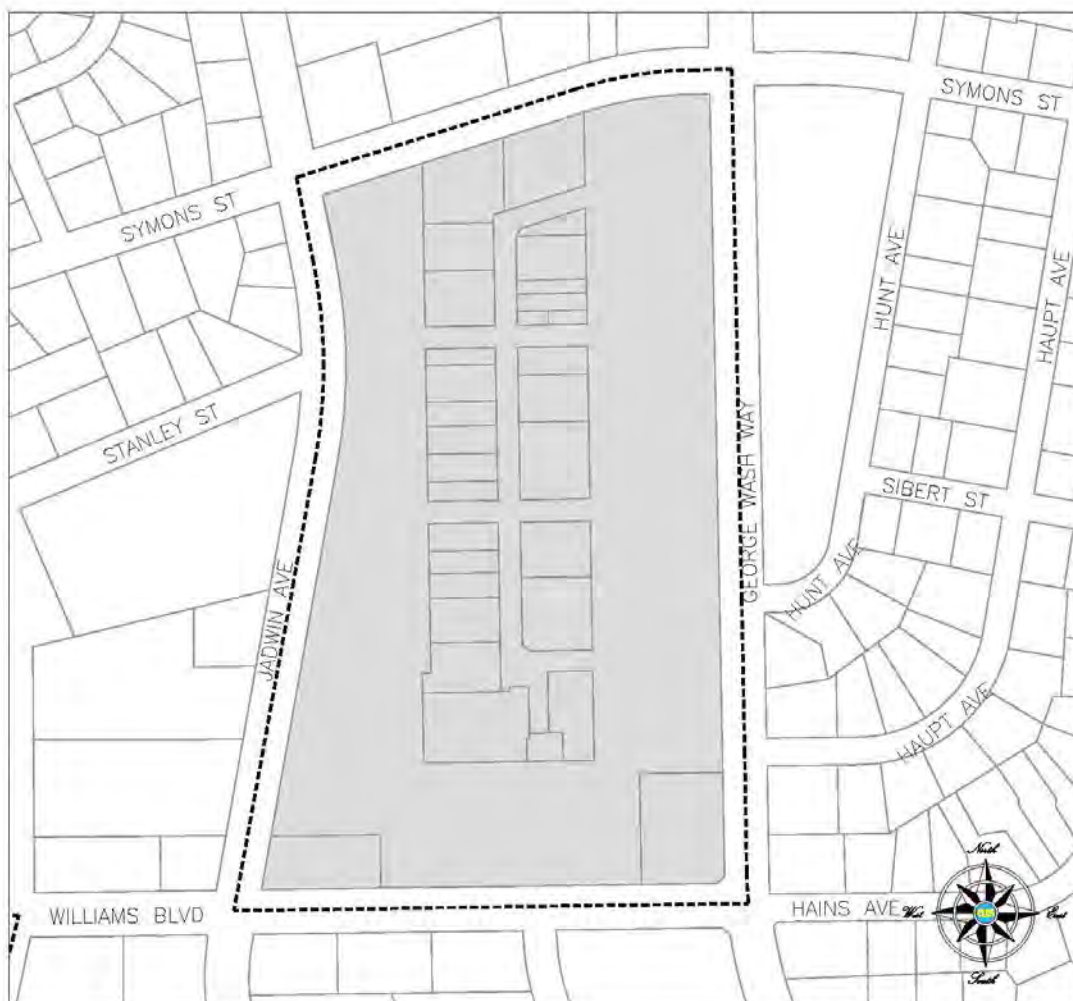 SYMONS ST
SYMONS ST
HUNT AVE
HAUPT AVE
STANLEY ST
GEORGE WASH WAY
SIBERT ST
JADWIN AVE
HUNT AVE
HAUPT AVE
North
WILLIAMS BLVD
HAINS AVE
West
East
South